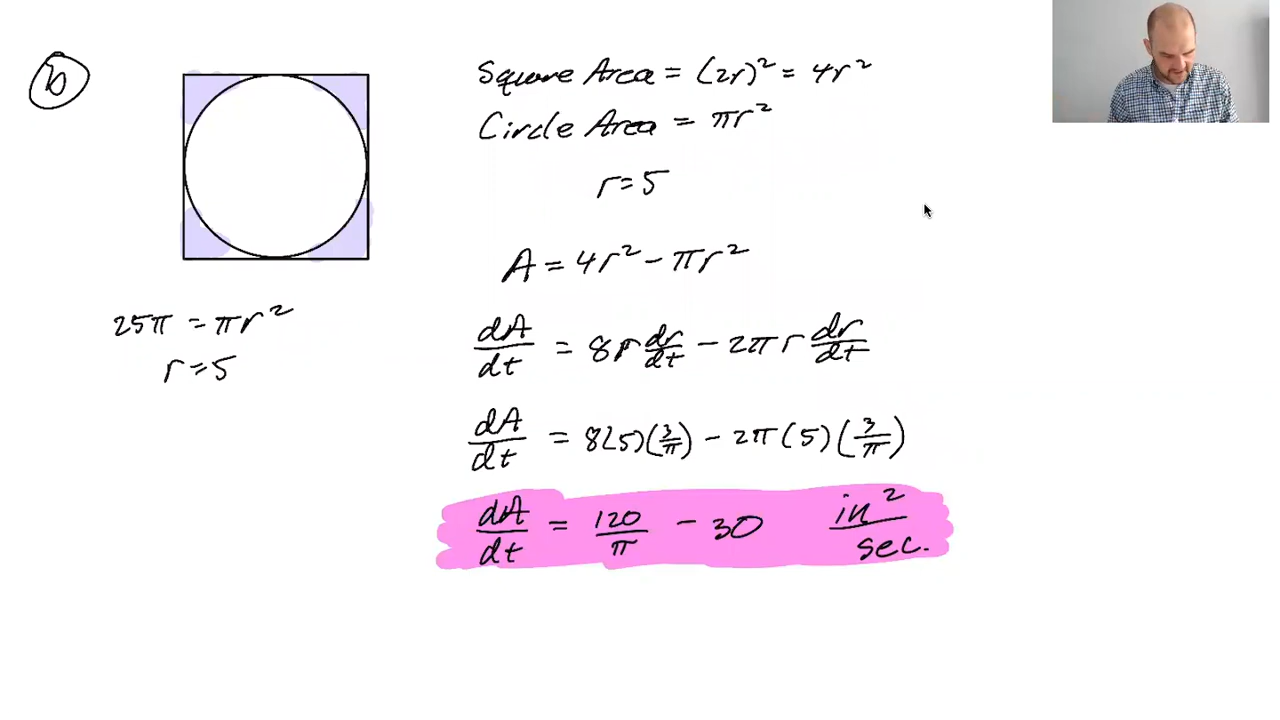 b
Square Area = (2r)² = 4r²
Circle Area = πr²
r = 5
A = 4r² - πr²
25π = πr²
r = 5
dA/dt = 8r dr/dt - 2πr dr/dt
dA/dt = 8(5)(3/π) - 2π(5)(3/π)
dA/dt = 120/π - 30 in²/sec.